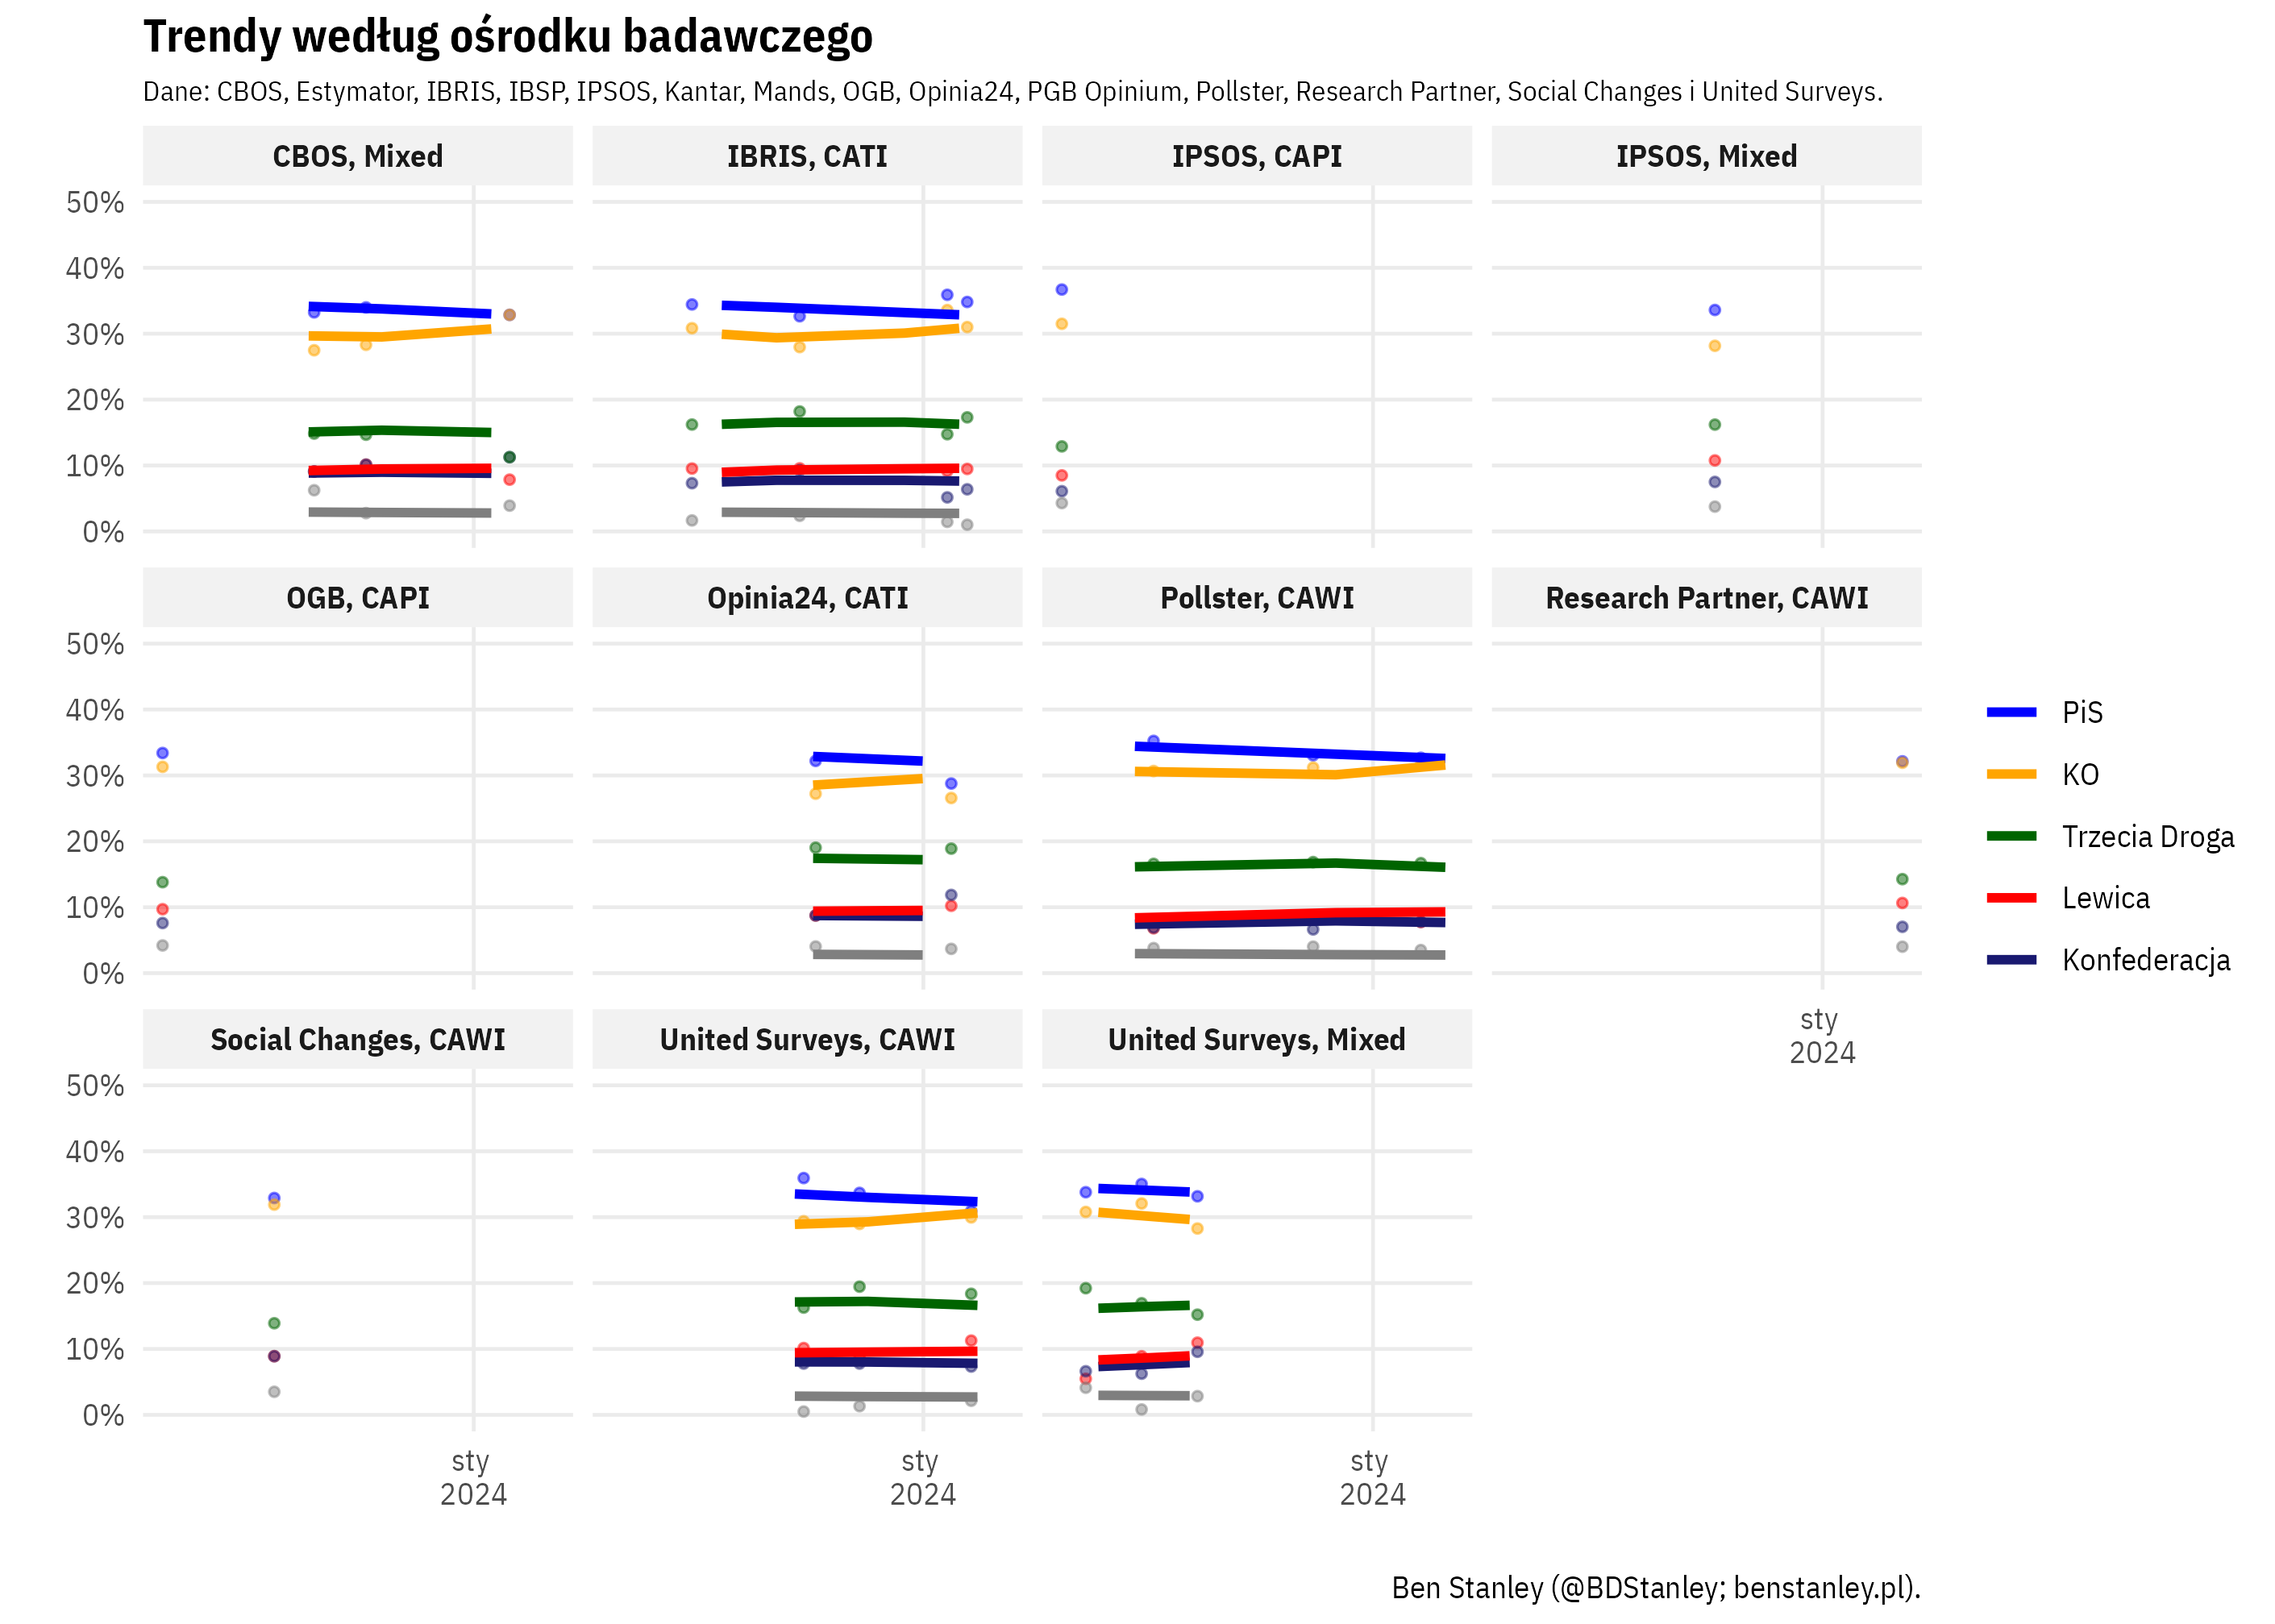 Trendy według ośrodku badawczego
Dane: CBOS, Estymator, IBRIS, IBSP, IPSOS, Kantar, Mands, OGB, Opinia24, PGB Opinium, Pollster, Research Partner, Social Changes i United Surveys.
CBOS, Mixed
IBRIS, CATI
IPSOS, CAPI
IPSOS, Mixed
50%
40%
30%
20%
10%
0%
OGB, CAPI
Opinia24, CATI
Pollster, CAWI
Research Partner, CAWI
50%
40%
30%
20%
10%
0%
sty
2024
Social Changes, CAWI
United Surveys, CAWI
United Surveys, Mixed
50%
40%
30%
20%
10%
0%
sty
2024
sty
2024
sty
2024
PiS
KO
Trzecia Droga
Lewica
Konfederacja
Ben Stanley (@BDStanley; benstanley.pl).